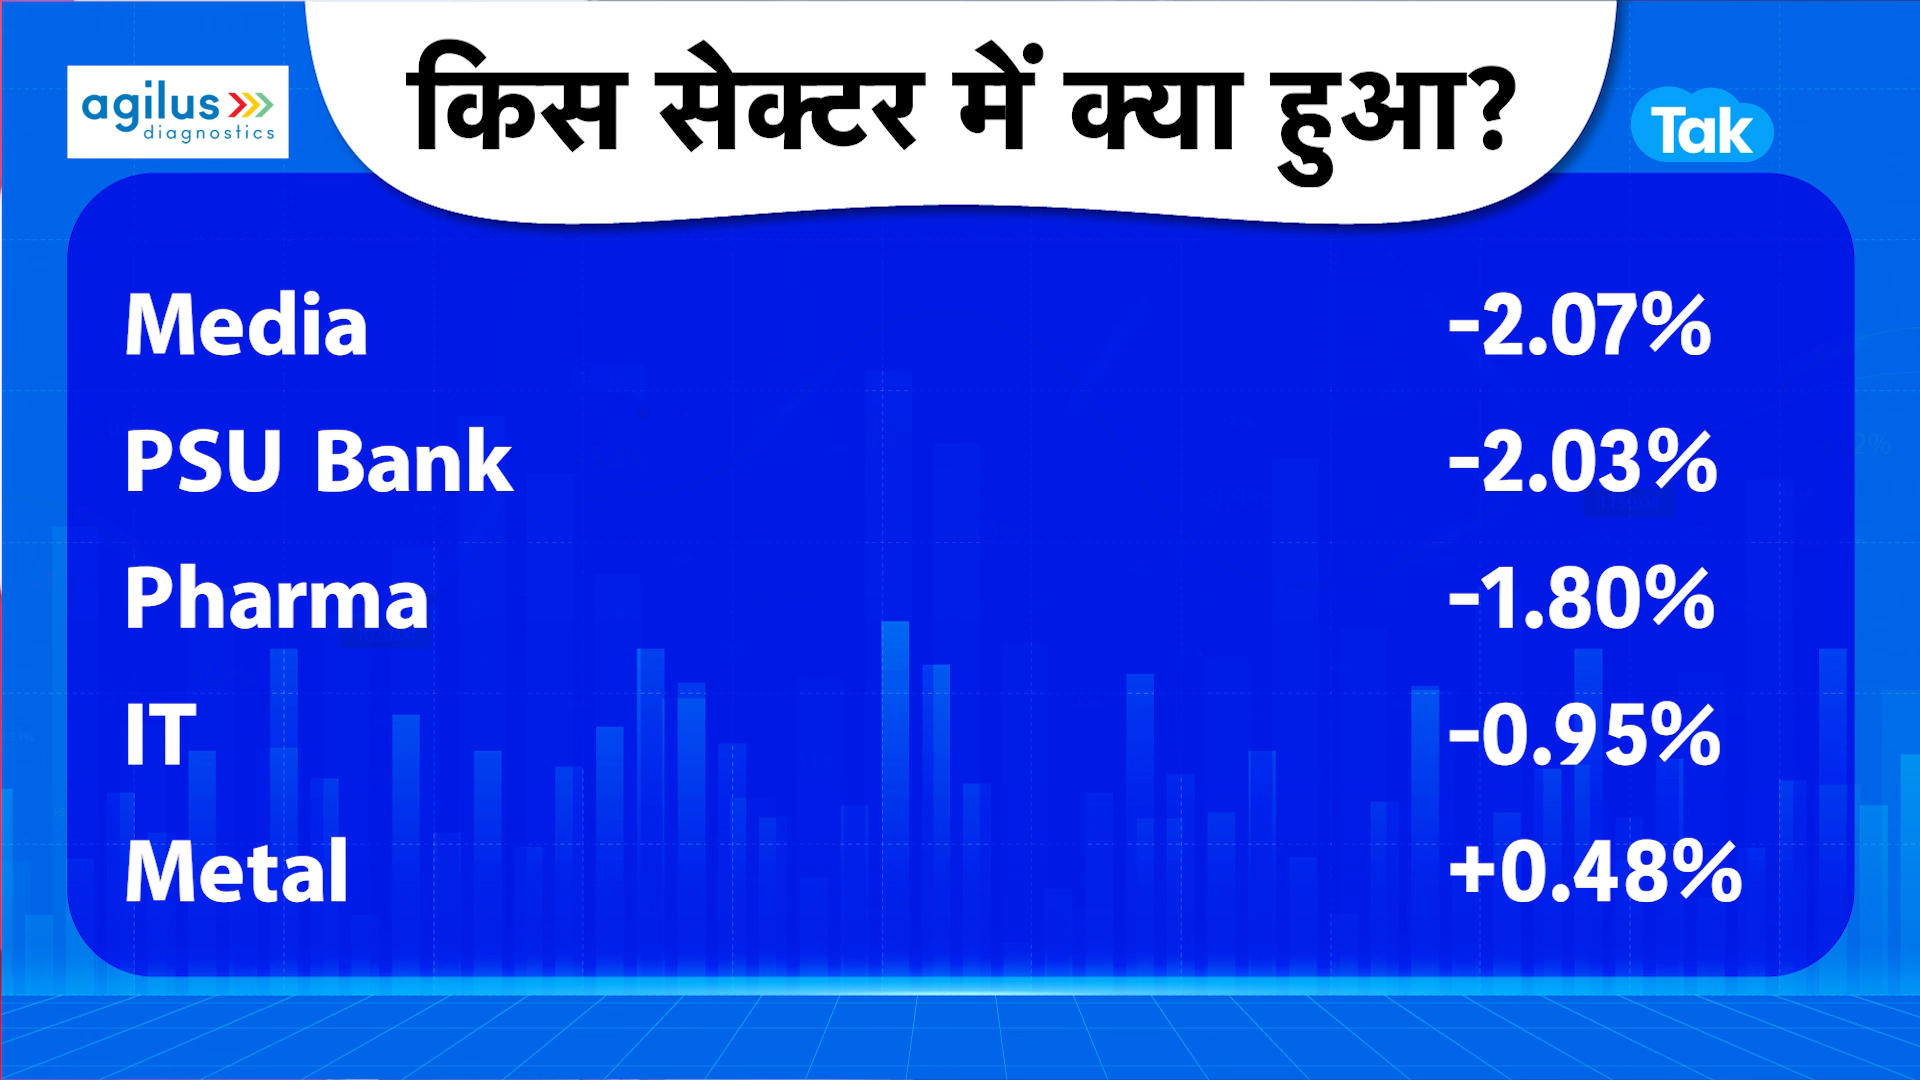 किस सेक्टर में क्या हुआ?
agilus
diagnostics
Tak
Media -2.07%
PSU Bank -2.03%
Pharma -1.80%
IT -0.95%
Metal +0.48%